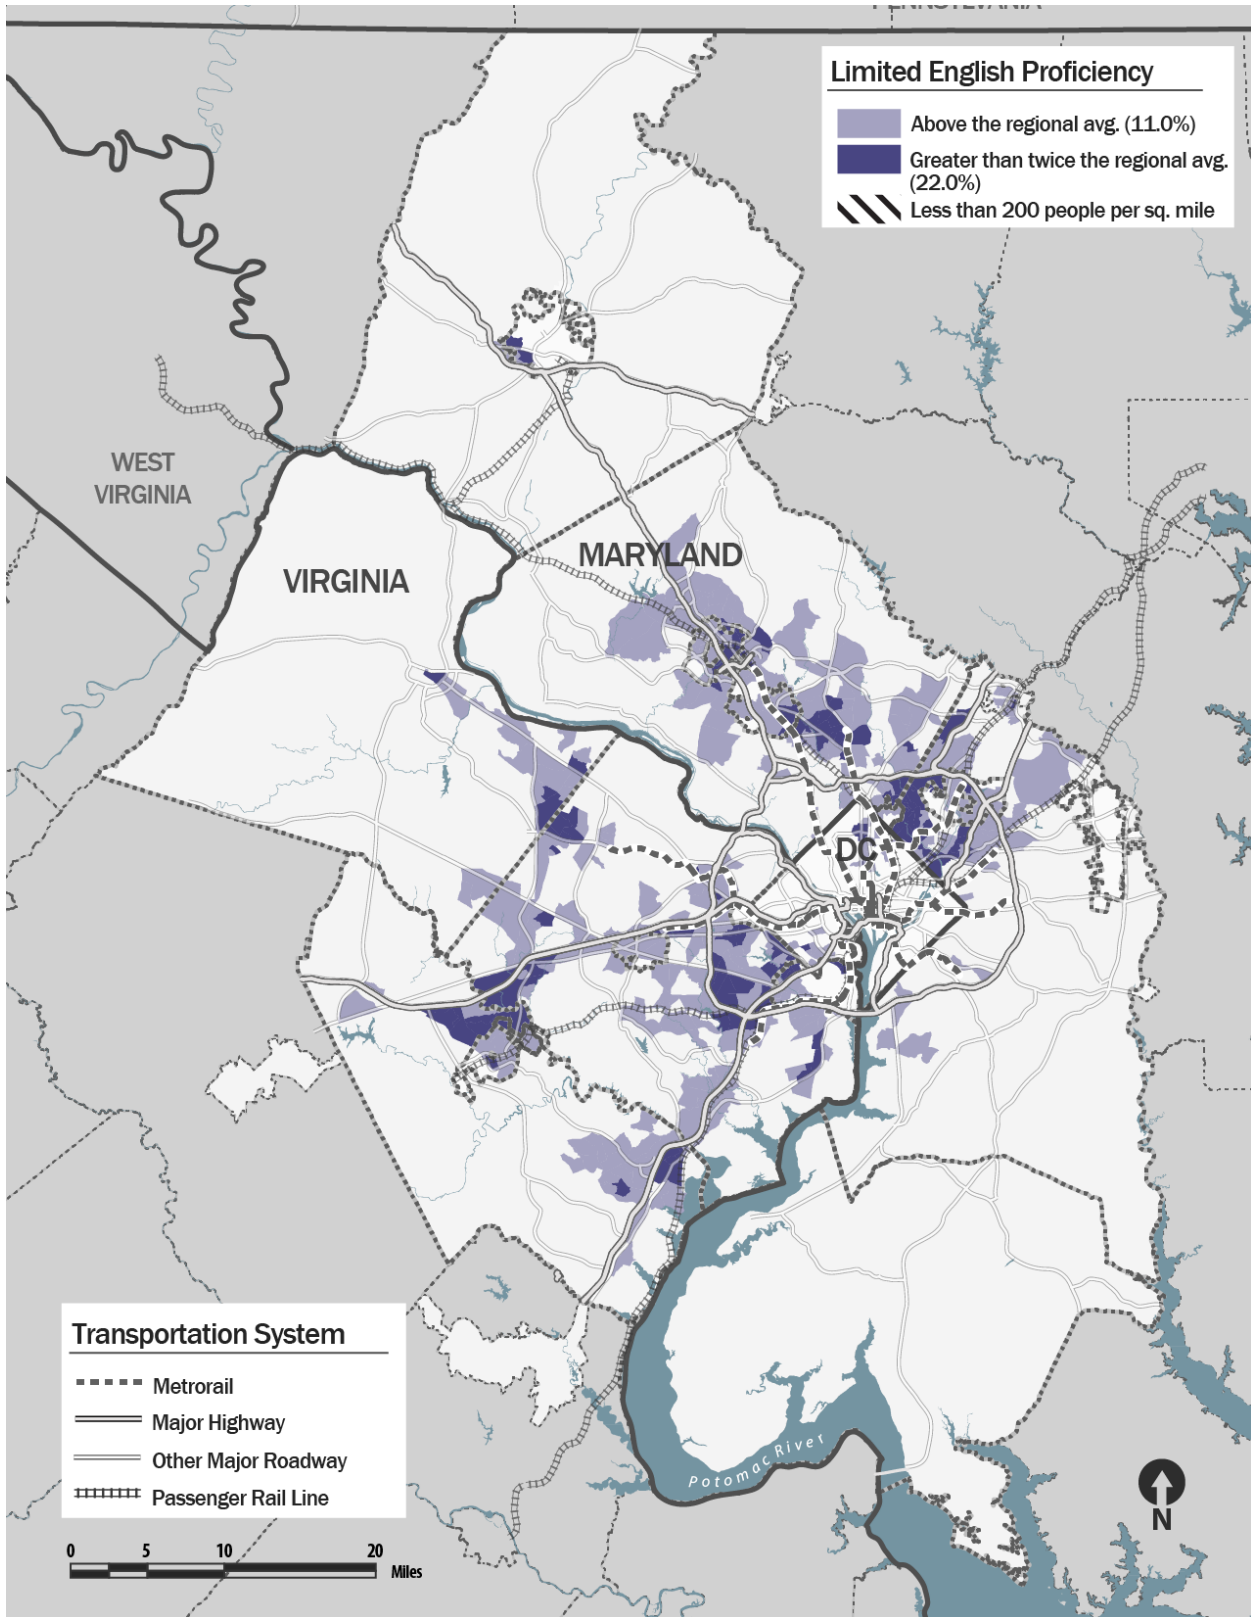 PENNSYLVANIA
Limited English Proficiency
Above the regional avg. (11.0%)
Greater than twice the regional avg.
(22.0%)
Less than 200 people per sq. mile
WEST
VIRGINIA
MARYLAND
VIRGINIA
DC
Transportation System
Metrorail
Major Highway
Other Major Roadway
Passenger Rail Line
Potomac River
N
0 5 10 20
Miles